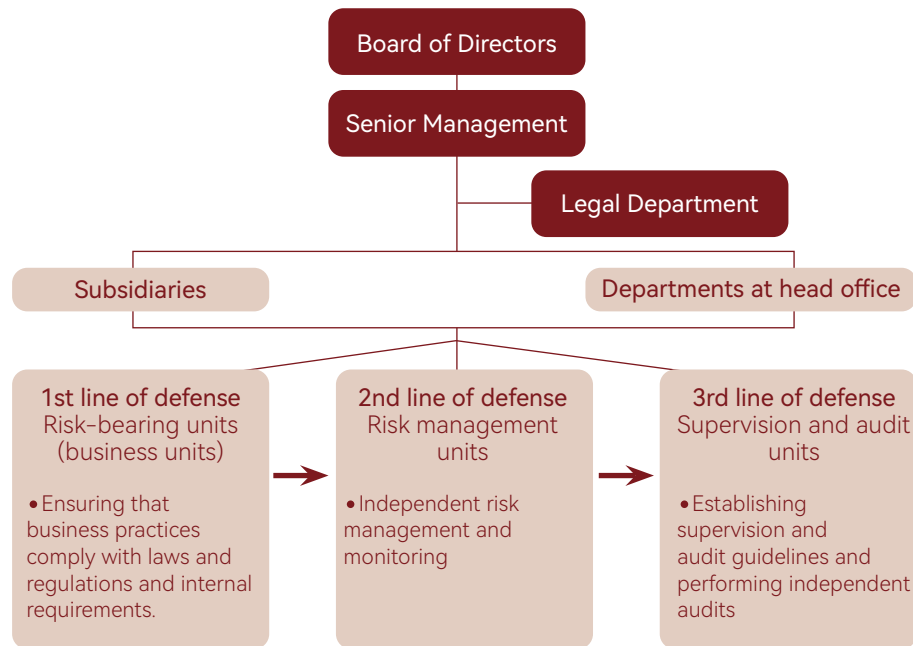 Board of Directors
Senior Management
Legal Department
Subsidiaries
Departments at head office
1st line of defense
Risk-bearing units
(business units)
•Ensuring that
business practices
comply with laws and
regulations and internal
requirements.
2nd line of defense
Risk management
units
•Independent risk
management and
monitoring
3rd line of defense
Supervision and audit
units
•Establishing
supervision and
audit guidelines and
performing independent
audits